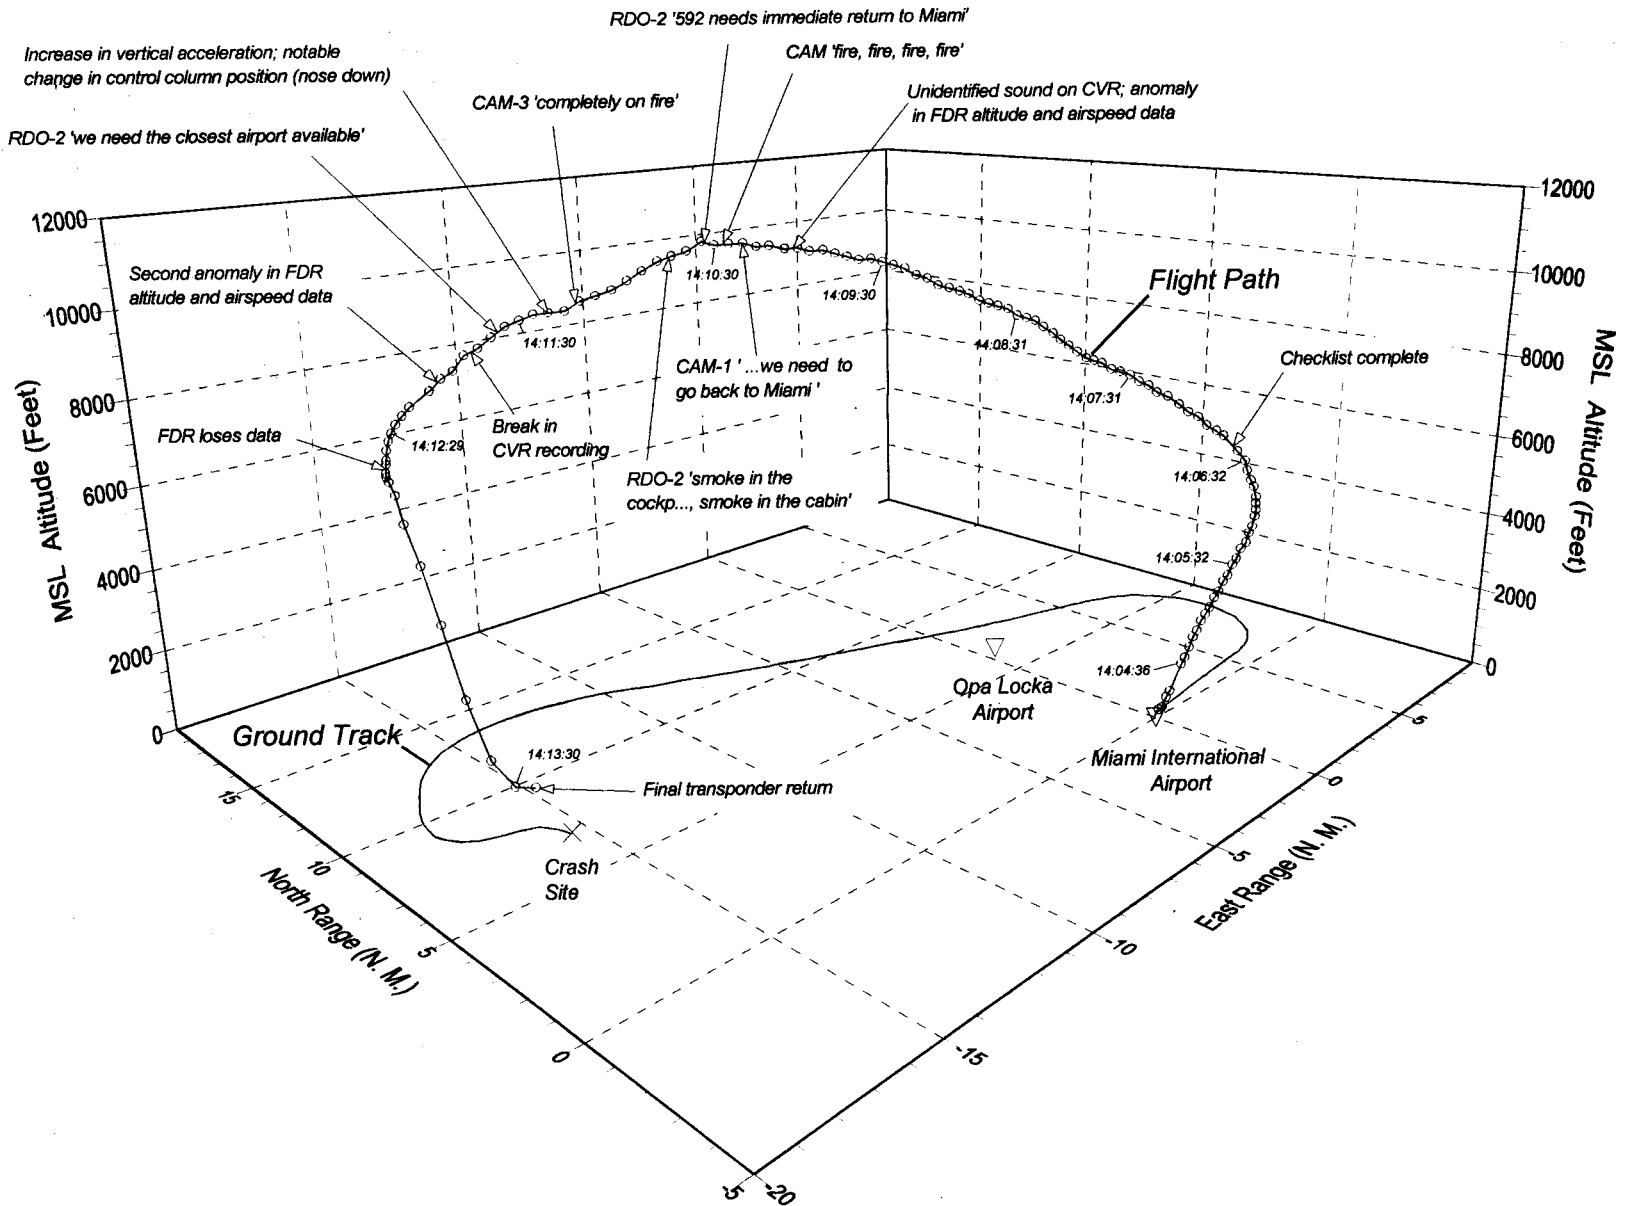 RDO-2 '592 needs immediate return to Miami'
Increase in vertical acceleration; notable
change in control column position (nose down)
CAM 'fire, fire, fire, fire'
CAM-3 'completely on fire'
Unidentified sound on CVR; anomaly
in FDR altitude and airspeed data
RDO-2 'we need the closest airport available'
12000
12000
Second anomaly in FDR
altitude and airspeed data
14:10:30
14:09:30
Flight Path
10000
10000
14:11:30
14:08:31
CAM-1 ' ...we need to
go back to Miami '
14:07:31
Checklist complete
8000
8000
MSL Altitude (Feet)
MSL Altitude (Feet)
FDR loses data
14:12:29
Break in
CVR recording
6000
6000
RDO-2 'smoke in the
cockp..., smoke in the cabin'
14:06:32
4000
4000
14:05:32
2000
2000
14:04:36
0
0
Opa Locka
Airport
Ground Track
14:13:30
Final transponder return
Miami International
Airport
Crash
Site
15
10
5
0
-5
North Range (N. M.)
5
0
-5
-10
-15
-20
East Range (N. M.)